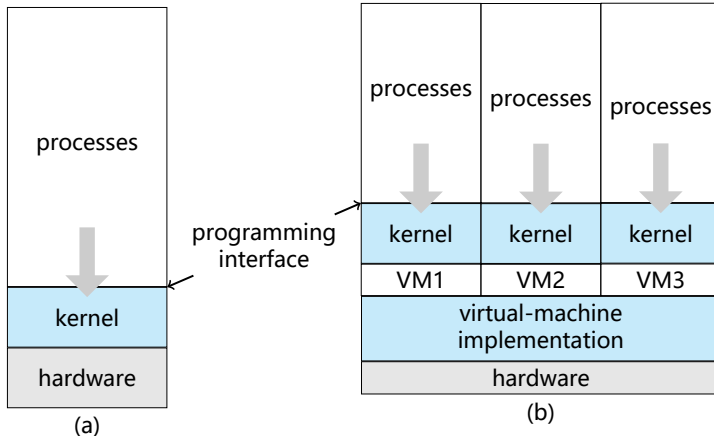 processes
kernel
hardware
(a)
programming
interface
processes
processes
processes
kernel
kernel
kernel
VM1
VM2
VM3
virtual-machine
implementation
hardware
(b)